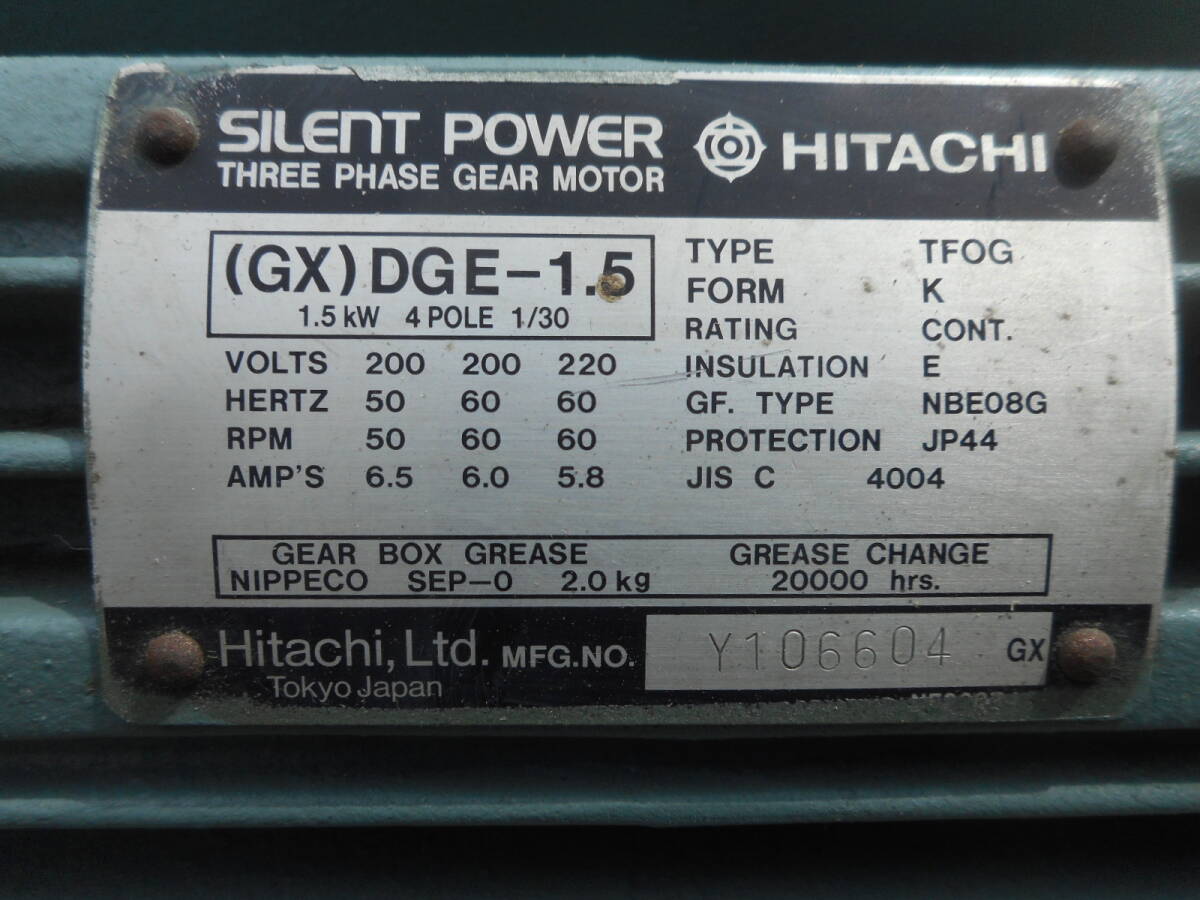 SILENT POWER HITACHI
THREE PHASE GEAR MOTOR
(GX) DGE-1.5
1.5 kW 4 POLE 1/30
VOLTS 200 200 220
HERTZ 50 60 60
RPM 50 60 60
AMP'S 6.5 6.0 5.8
TYPE TFOG
FORM K
RATING CONT.
INSULATION E
GF. TYPE NBE08G
PROTECTION JP44
JIS C 4004
GEAR BOX GREASE GREASE CHANGE
NIPPECO SEP-0 2.0 kg 20000 hrs.
Hitachi, Ltd. MFG.NO. Y106604 GX
Tokyo Japan